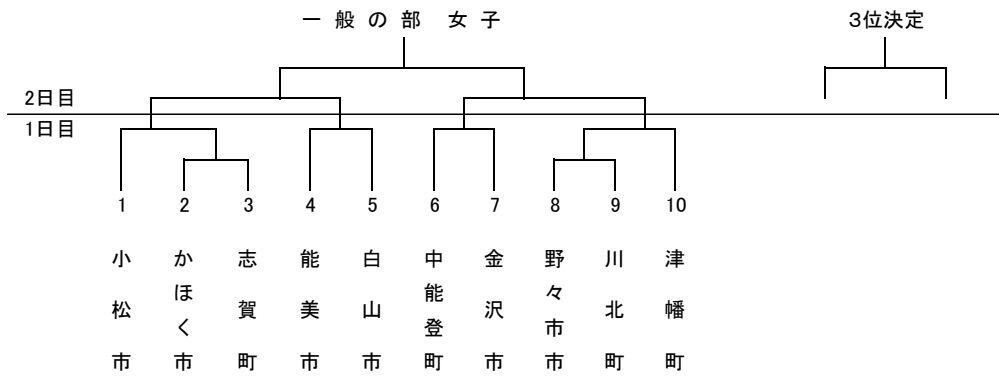 一般の部 女子
3位決定
2日目
1日目
1 2 3 4 5 6 7 8 9 10
小松市
かほく市
志賀町
能美市
白山市
中能登町
金沢市
野々市市
川北町
津幡町